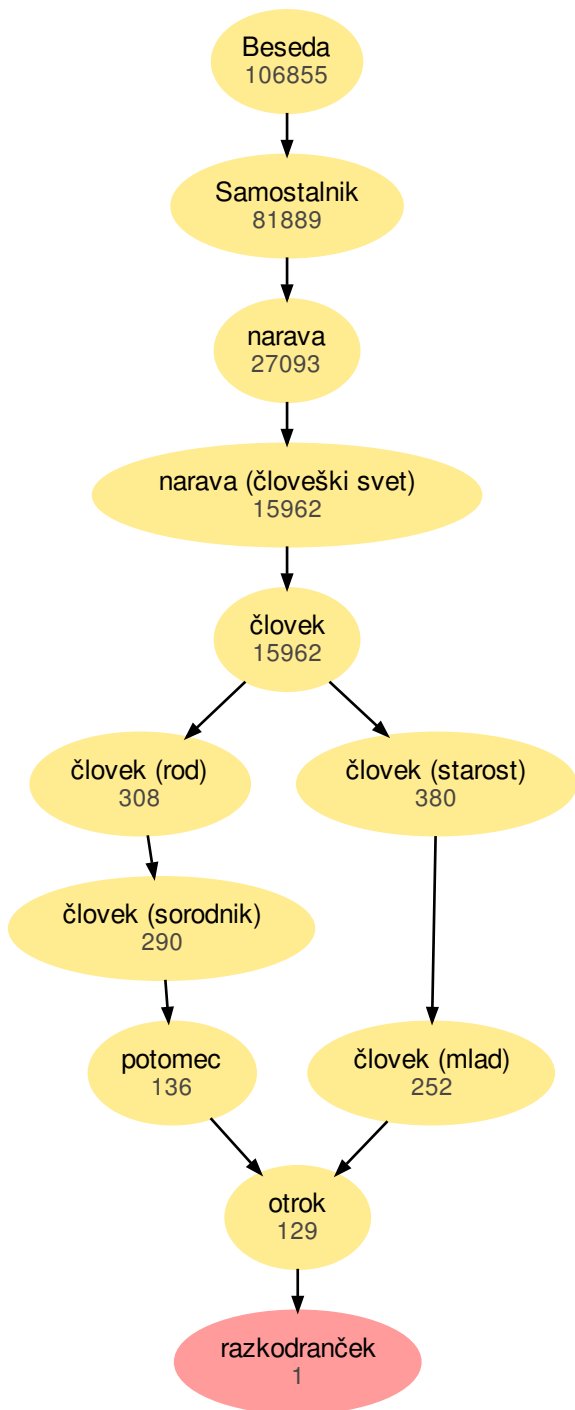 Beseda
106855
Samostalnik
81889
narava
27093
narava (človeški svet)
15962
človek
15962
človek (rod)
308
človek (starost)
380
človek (sorodnik)
290
potomec
136
človek (mlad)
252
otrok
129
razkodranček
1